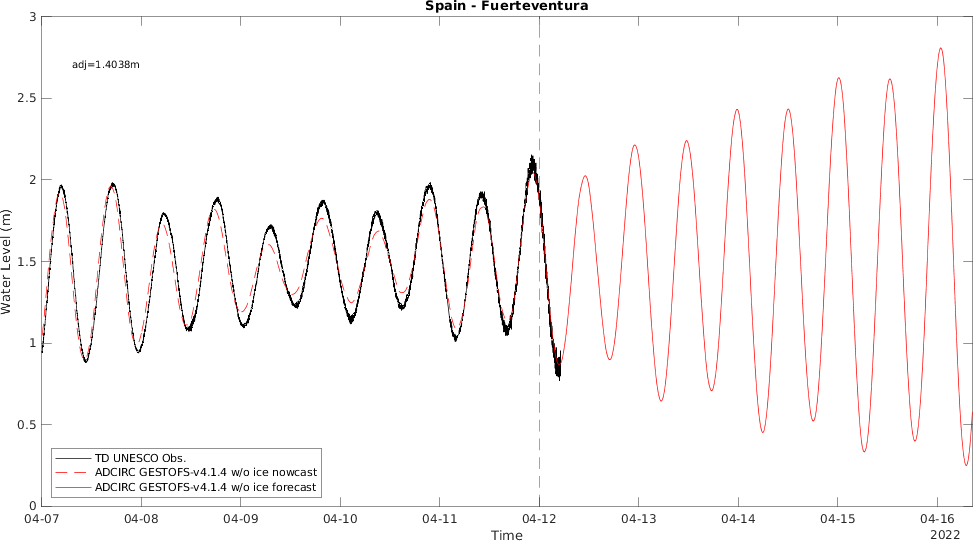 Spain - Fuerteventura
3
adj=1.4038m
2.5
2
1.5
1
0.5
0
Water Level (m)
TD UNESCO Obs.
ADCIRC GESTOFS-v4.1.4 w/o ice nowcast
ADCIRC GESTOFS-v4.1.4 w/o ice forecast
04-07 04-08 04-09 04-10 04-11 04-12 04-13 04-14 04-15 04-16
Time
2022